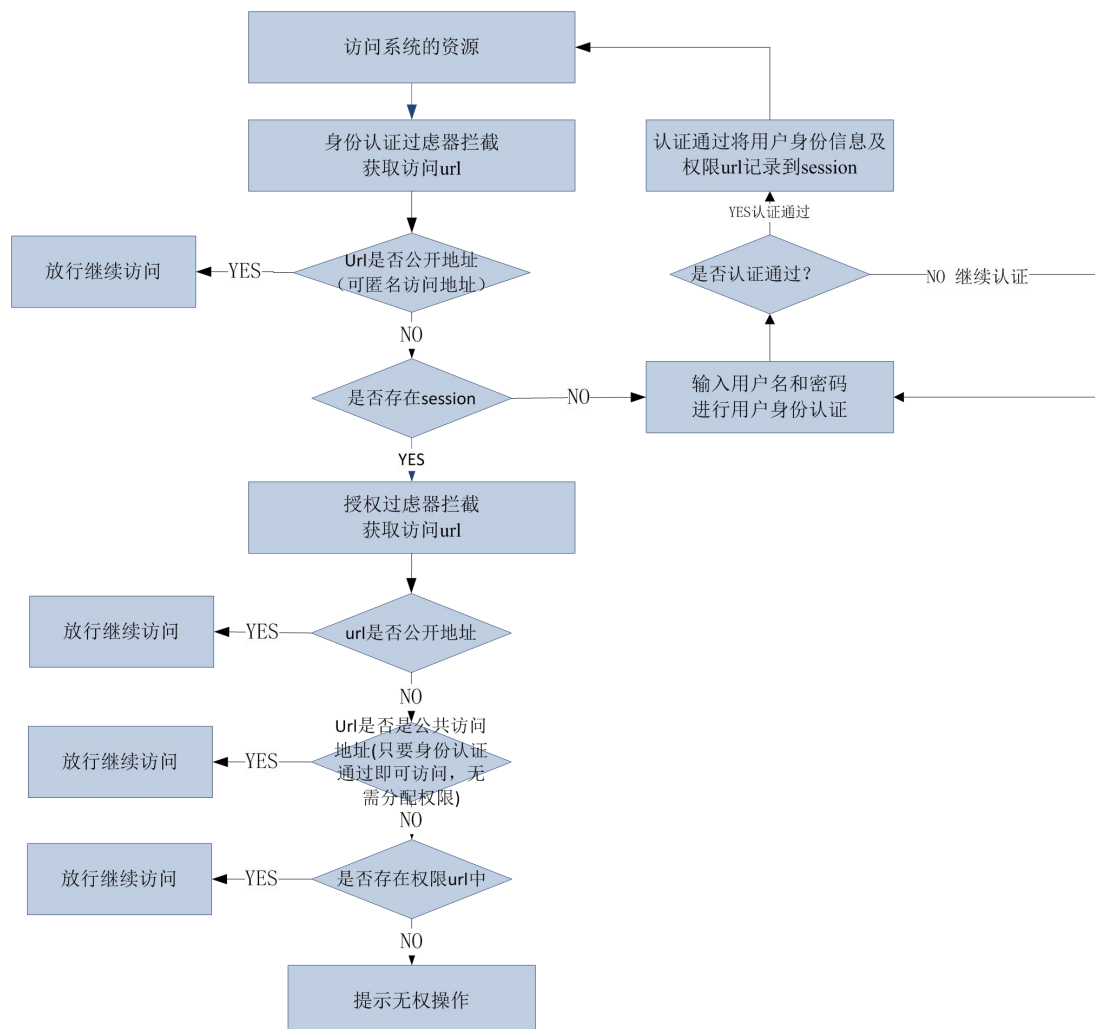 访问系统的资源
身份认证过虑器拦截
获取访问url
认证通过将用户身份信息及
权限url记录到session
YES认证通过
放行继续访问
YES
Url是否公开地址
（可匿名访问地址）
是否认证通过?
NO 继续认证
NO
是否存在session
NO
输入用户名和密码
进行用户身份认证
YES
授权过虑器拦截
获取访问url
放行继续访问
YES
url是否公开地址
NO
放行继续访问
YES
Url是否是公共访问
地址(只要身份认证
通过即可访问，无
需分配权限)
NO
放行继续访问
YES
是否存在权限url中
NO
提示无权操作